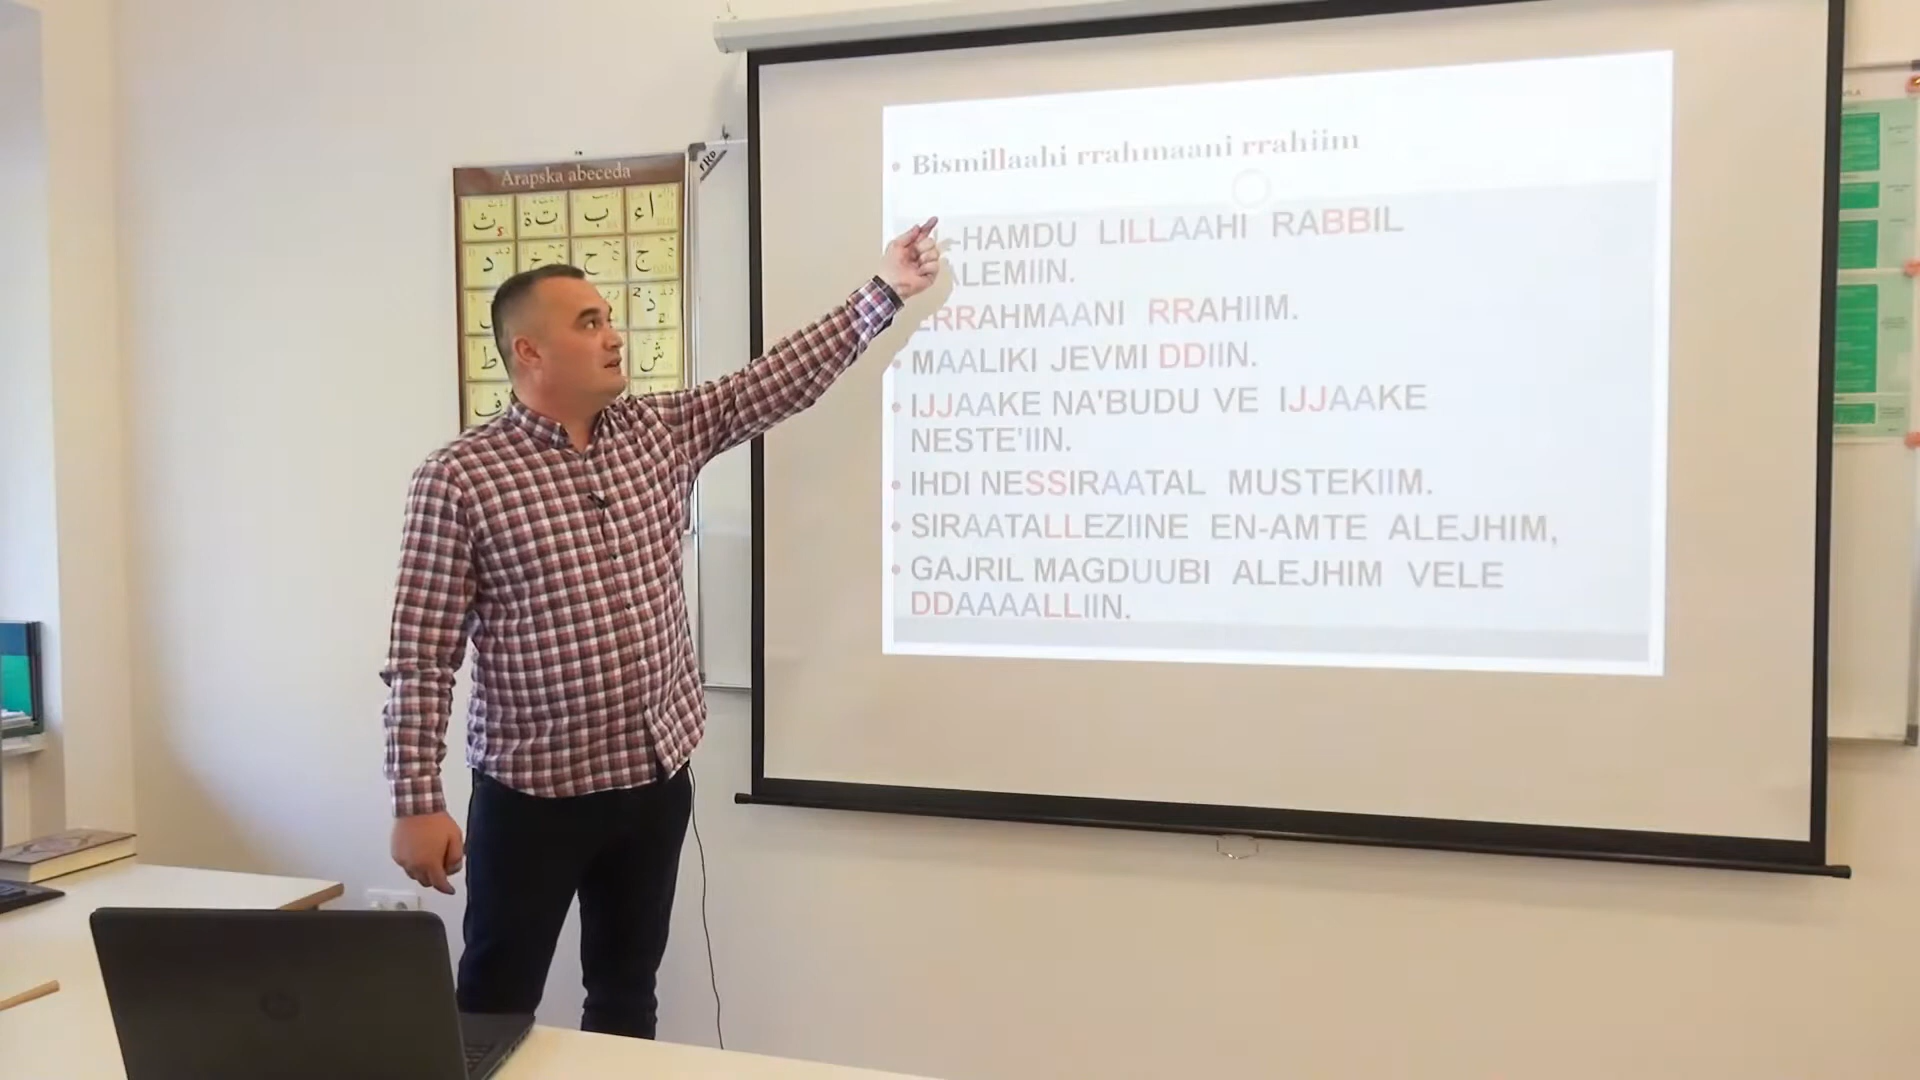 Arapska abeceda
ث ت ة ب ا ء
د خ ح ج
ذ
ط ش
ف
• Bismillaahi rrahmaani rrahiim
-HAMDU LILLAAHI RABBIL
ALEMIIN.
ERRAHMAANI RRAHIIM.
• MAALIKI JEVMI DDIIN.
• IJJAAKE NA'BUDU VE IJJAAKE
NESTE'IIN.
• IHDI NESSIRAATAL MUSTEKIIM.
• SIRAATALLEZIINE EN-AMTE ALEJHIM,
• GAJRIL MAGDUUBI ALEJHIM VELE
DDAAAALLIIN.